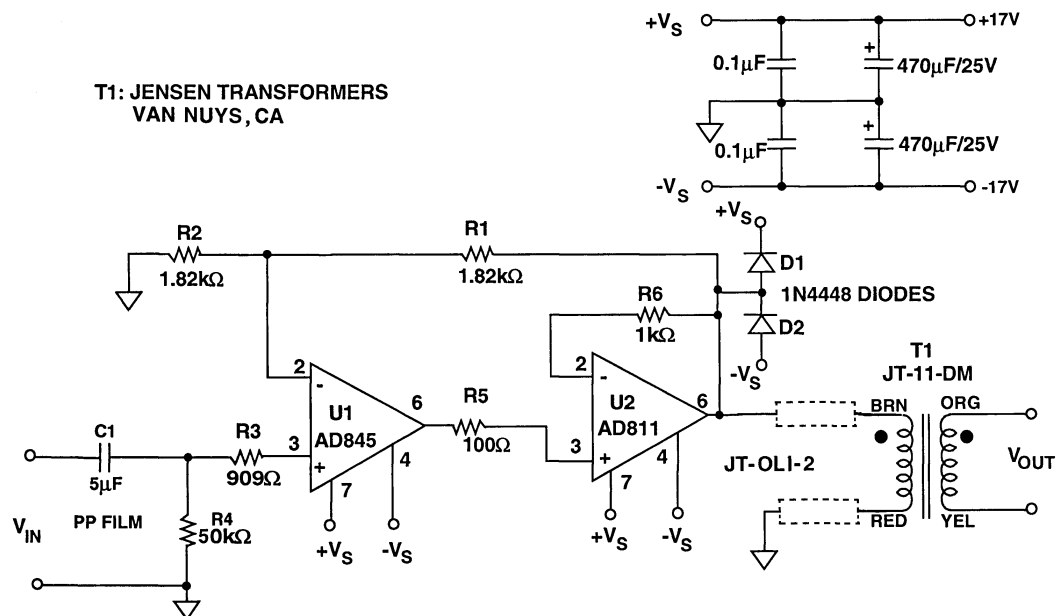 +VS
+17V
0.1µF
+
470µF/25V
T1: JENSEN TRANSFORMERS
VAN NUYS, CA
0.1µF
+
470µF/25V
-VS
-17V
+VS
R2
1.82kΩ
R1
1.82kΩ
D1
1N4448 DIODES
R6
1kΩ
D2
-VS
T1
JT-11-DM
2
-
U1
AD845
6
R5
100Ω
2
-
U2
AD811
6
BRN
ORG
C1
5µF
PP FILM
R3
909Ω
3
+
4
7
3
+
4
7
JT-OLI-2
VOUT
VIN
R4
50kΩ
+VS
-VS
+VS
-VS
RED
YEL